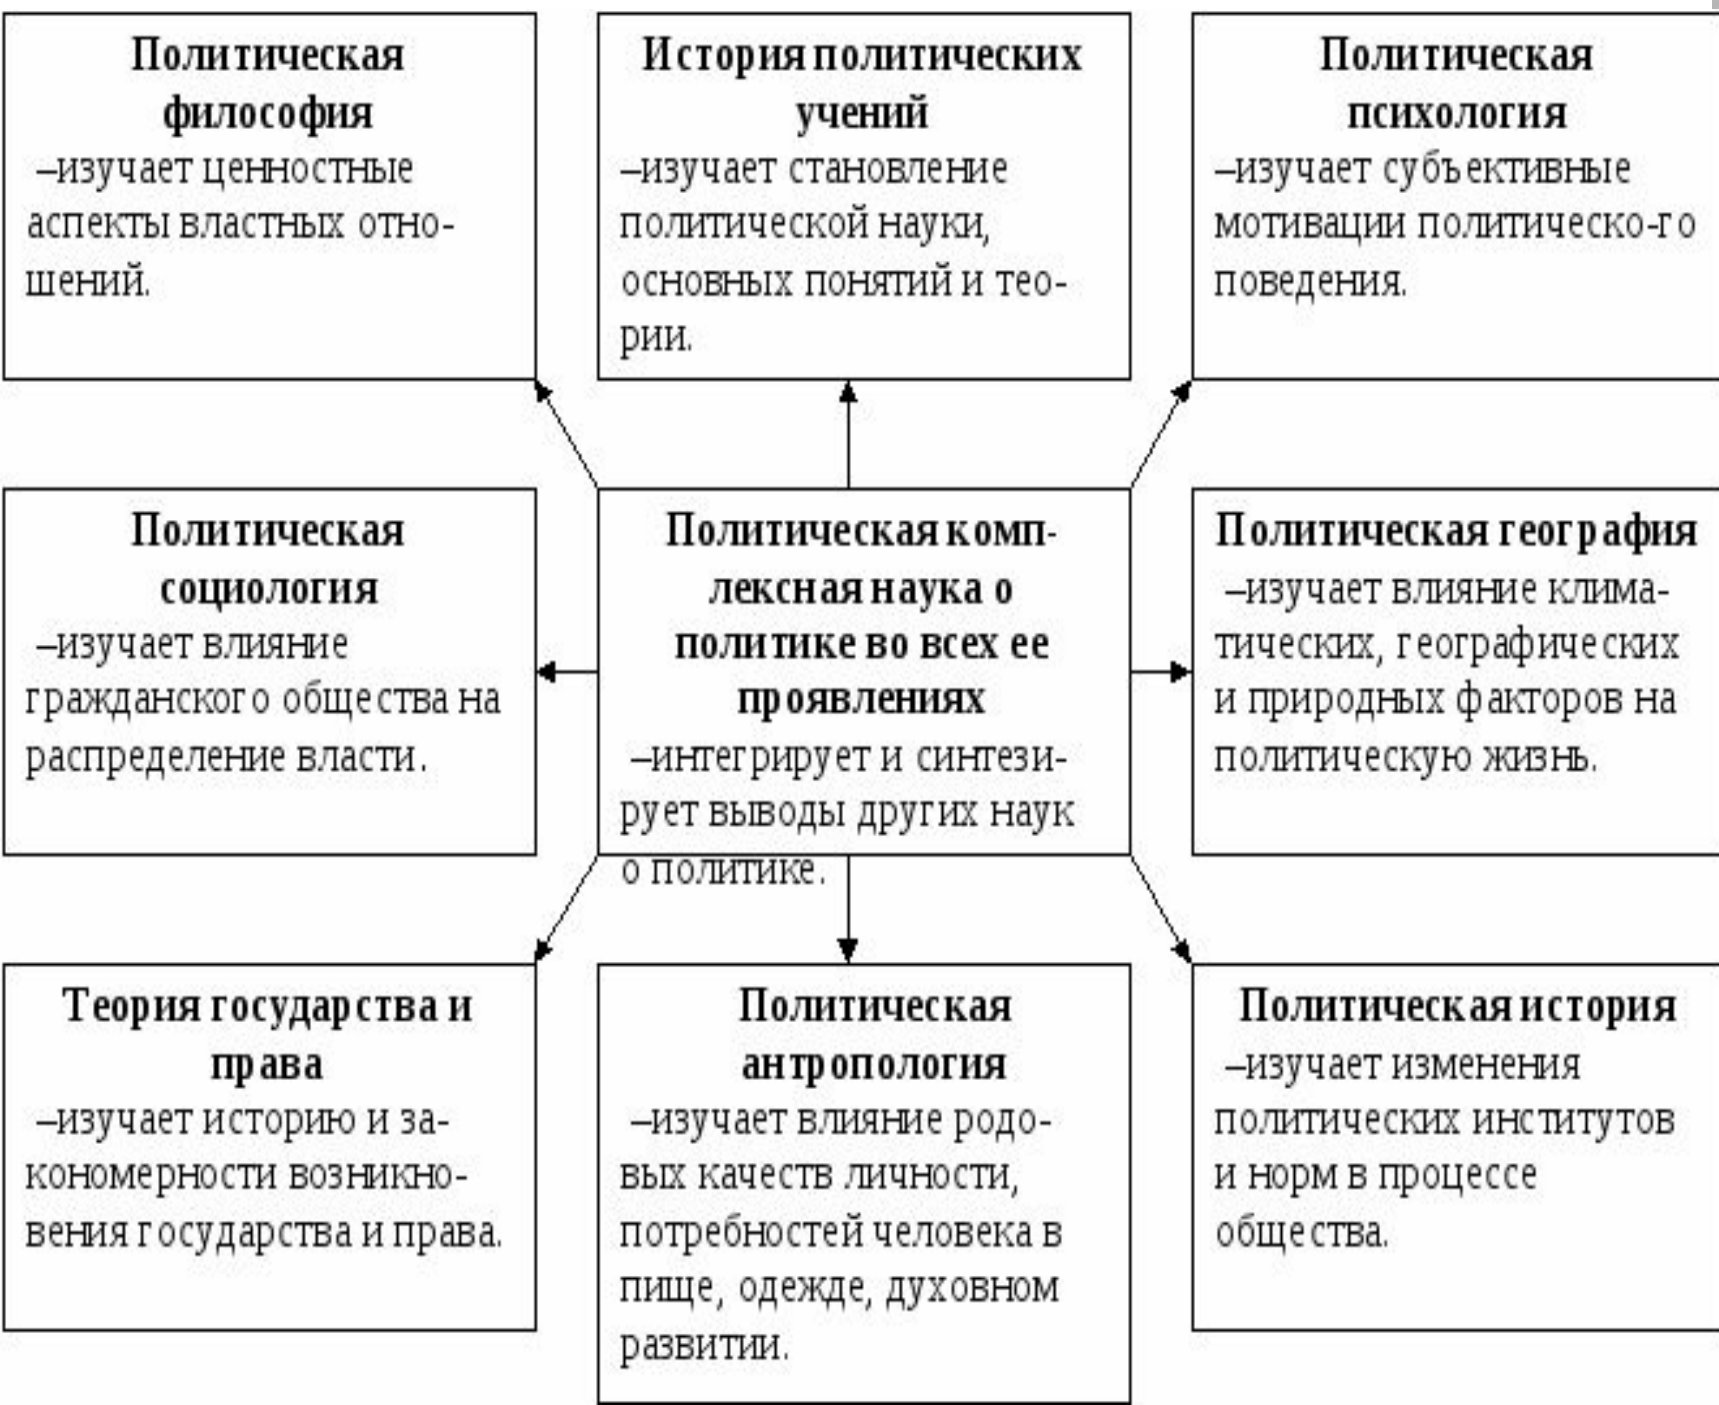 Политическая
философия
–изучает ценностные
аспекты властных отно-
шений.
История политических
учений
–изучает становление
политической науки,
основных понятий и тео-
рии.
Политическая
психология
–изучает субъективные
мотивации политическо-го
поведения.
Политическая
социология
–изучает влияние
гражданского общества на
распределение власти.
Политическая комп-
лексная наука о
политике во всех ее
проявлениях
–интегрирует и синтези-
рует выводы других наук
о политике.
Политическая география
–изучает влияние клима-
тических, географических
и природных факторов на
политическую жизнь.
Теория государства и
права
–изучает историю и за-
кономерности возникно-
вения государства и права.
Политическая
антропология
–изучает влияние родо-
вых качеств личности,
потребностей человека в
пище, одежде, духовном
развитии.
Политическая история
–изучает изменения
политических институтов
и норм в процессе
общества.